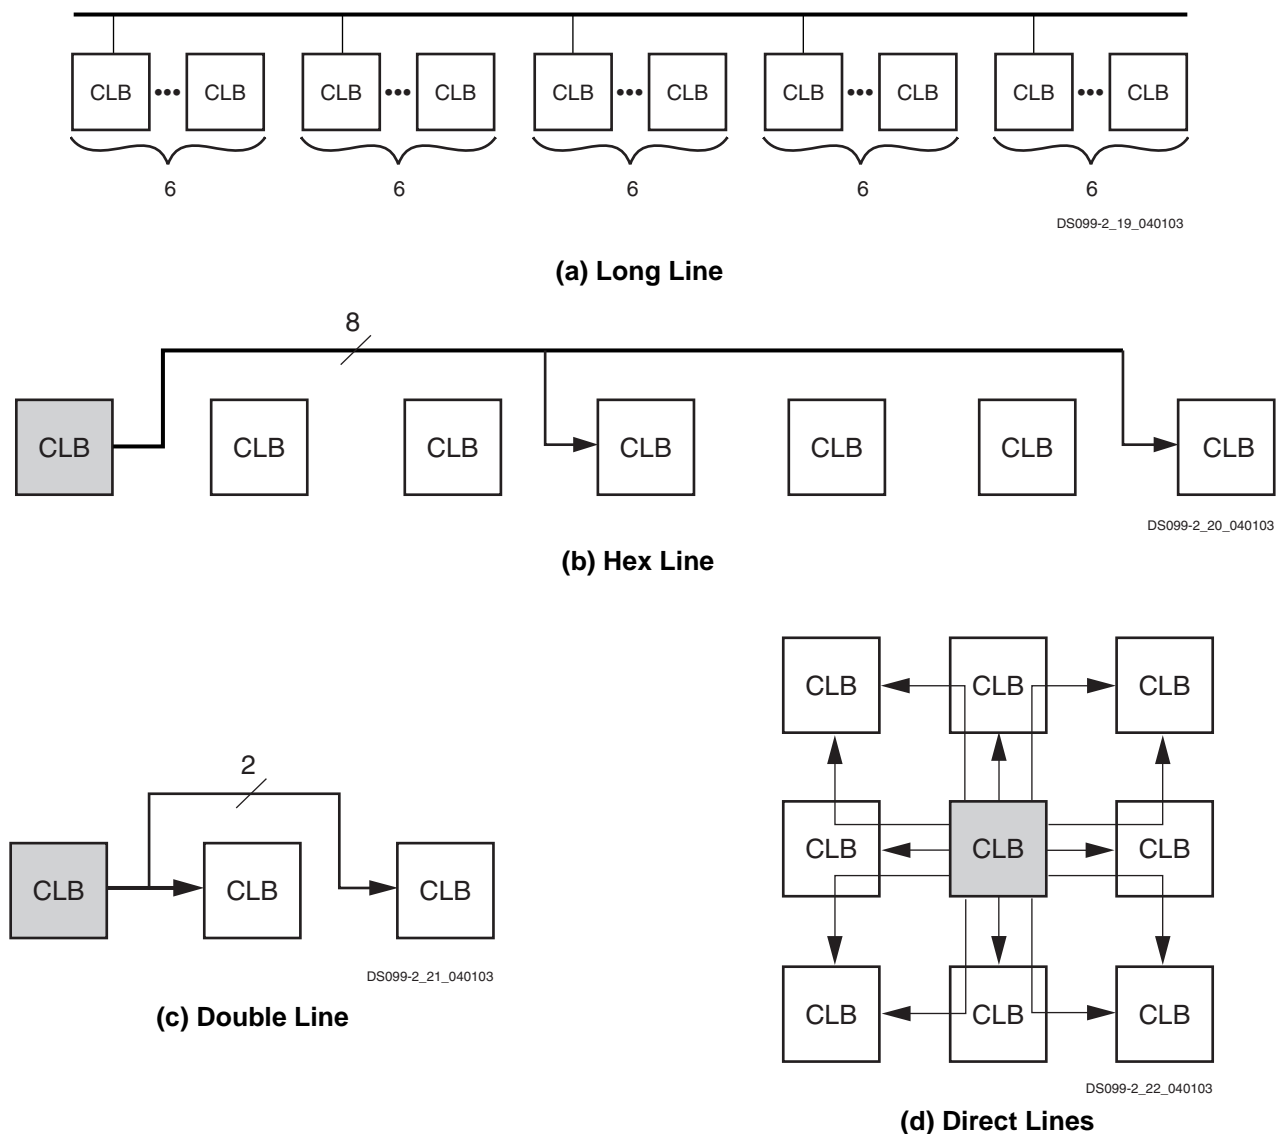 CLB ••• CLB CLB ••• CLB CLB ••• CLB CLB ••• CLB CLB ••• CLB
6 6 6 6 6
DS099-2_19_040103
(a) Long Line
8
CLB CLB CLB CLB CLB CLB CLB
DS099-2_20_040103
(b) Hex Line
2
CLB CLB CLB
DS099-2_21_040103
(c) Double Line
CLB CLB CLB
CLB CLB CLB
CLB CLB CLB
DS099-2_22_040103
(d) Direct Lines